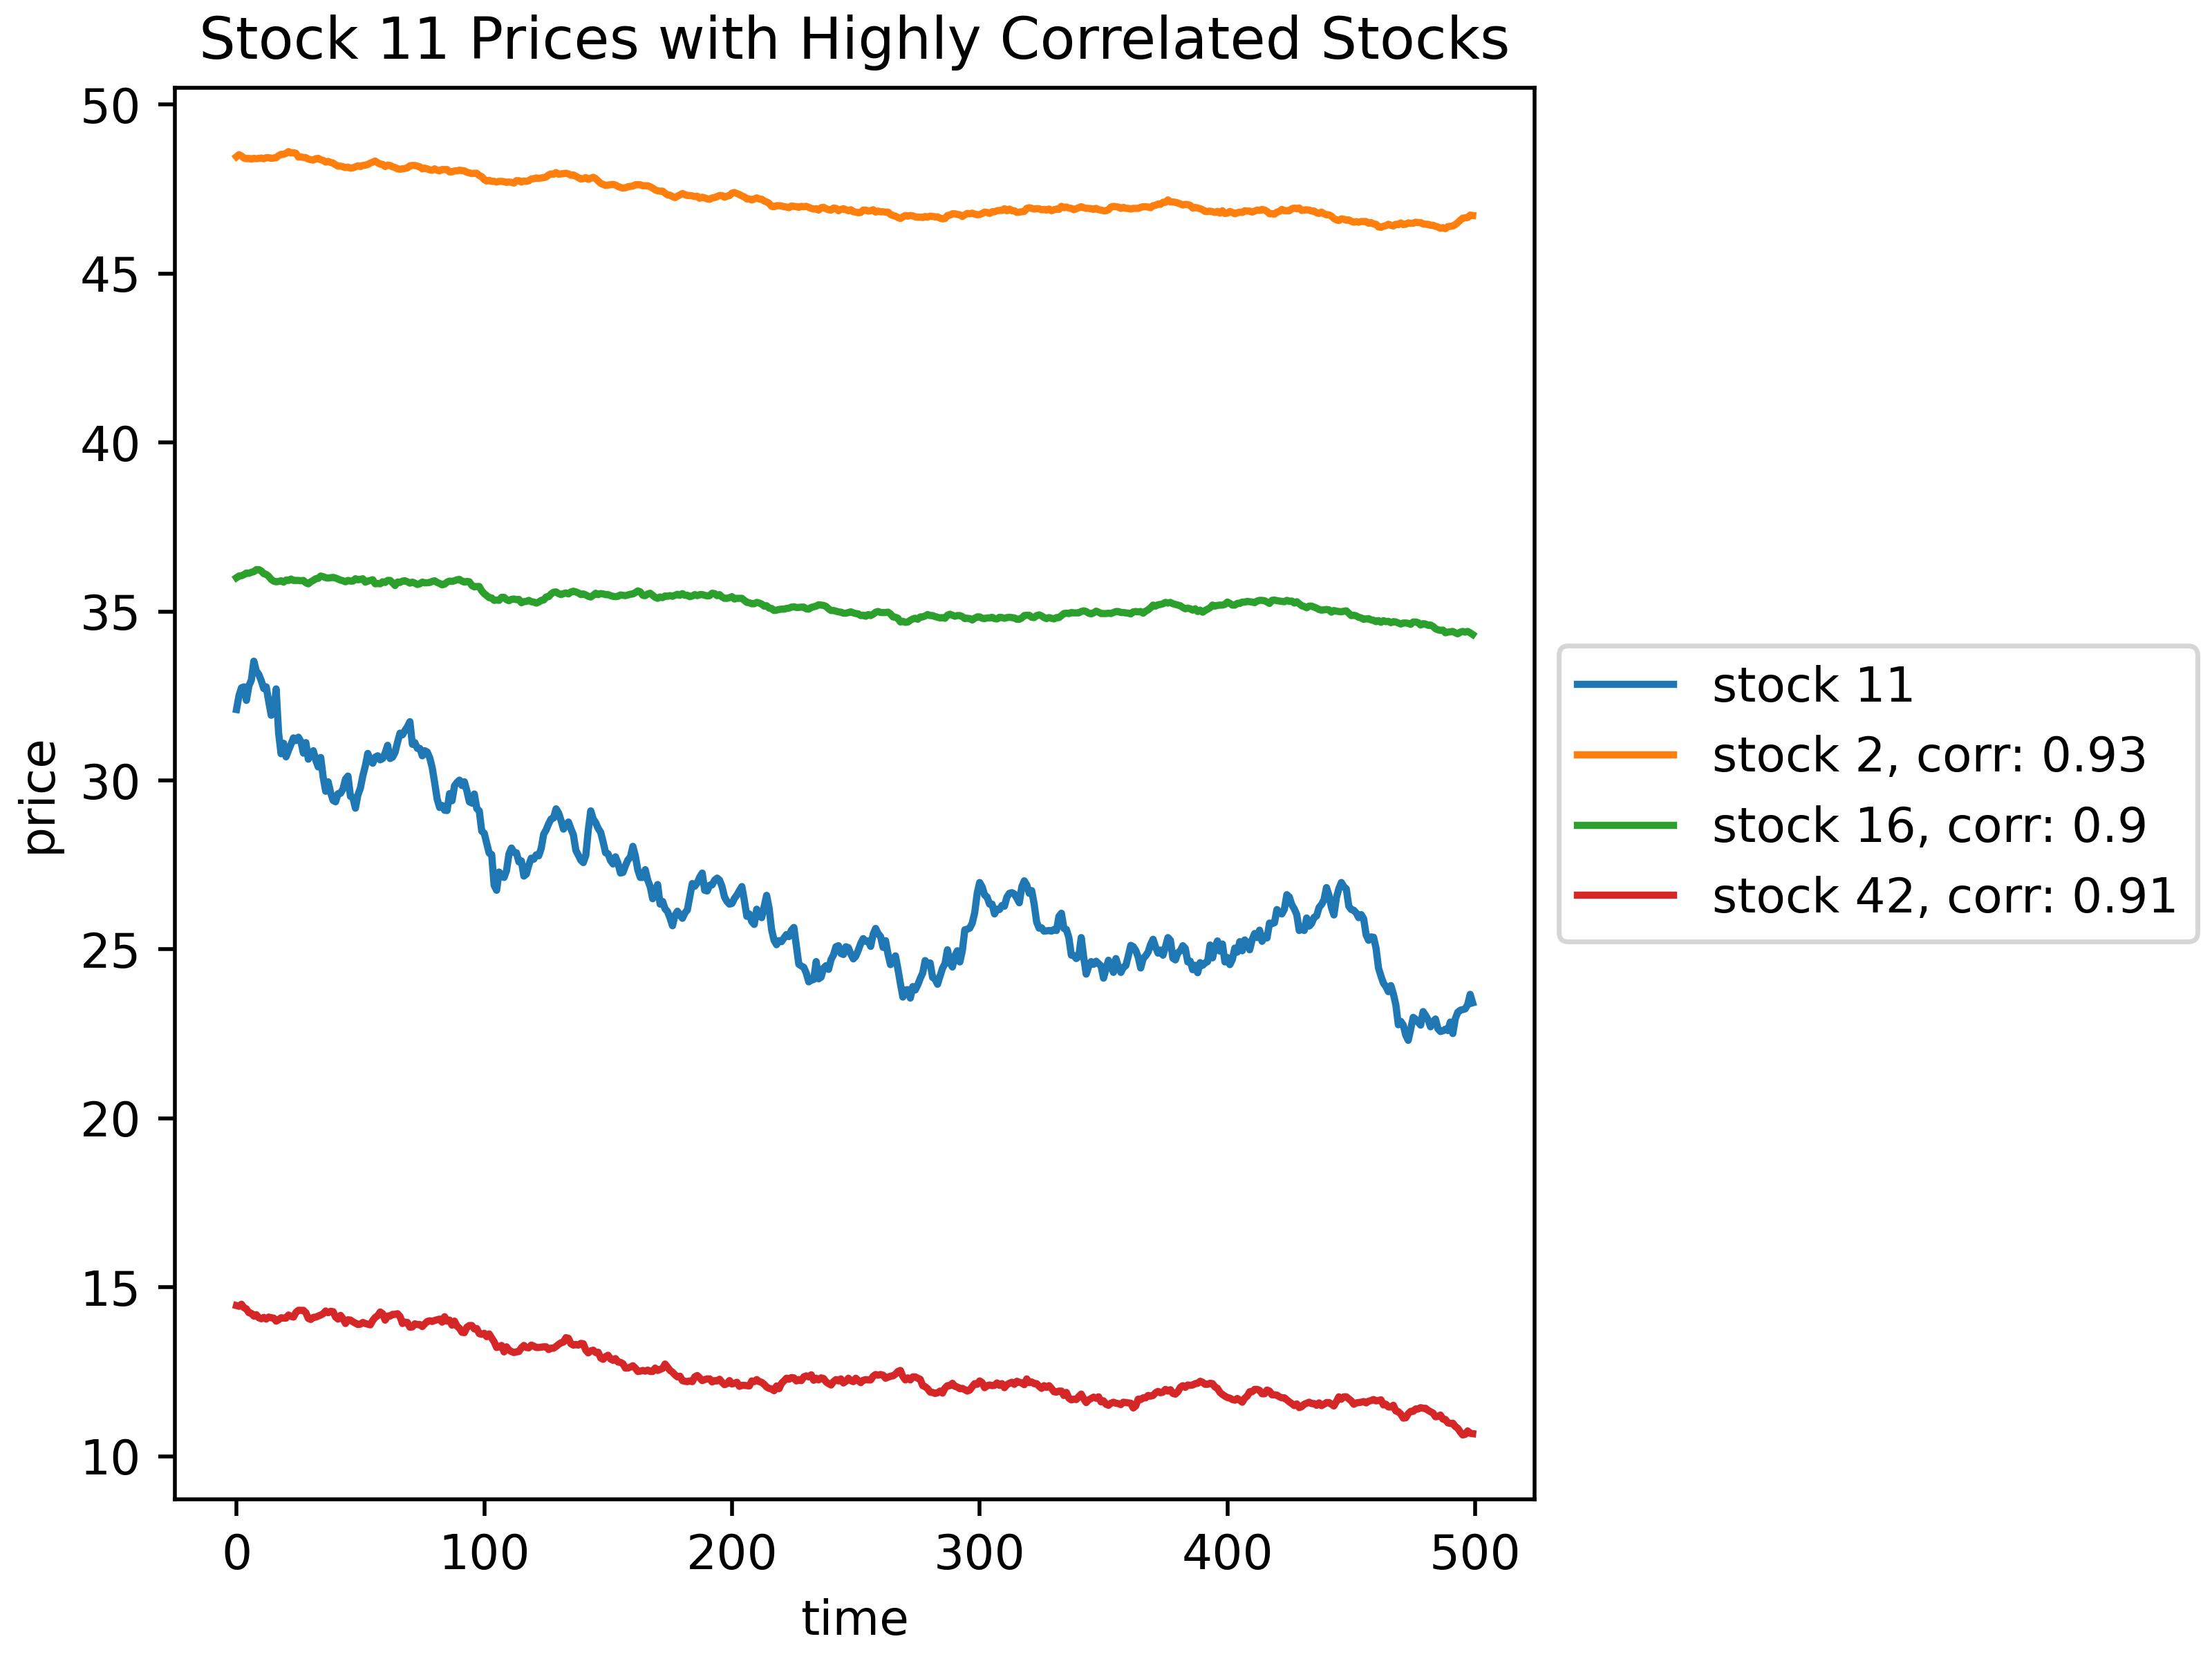 Stock 11 Prices with Highly Correlated Stocks
50
45
40
35
30
25
20
15
10
price
0 100 200 300 400 500
time
stock 11
stock 2, corr: 0.93
stock 16, corr: 0.9
stock 42, corr: 0.91